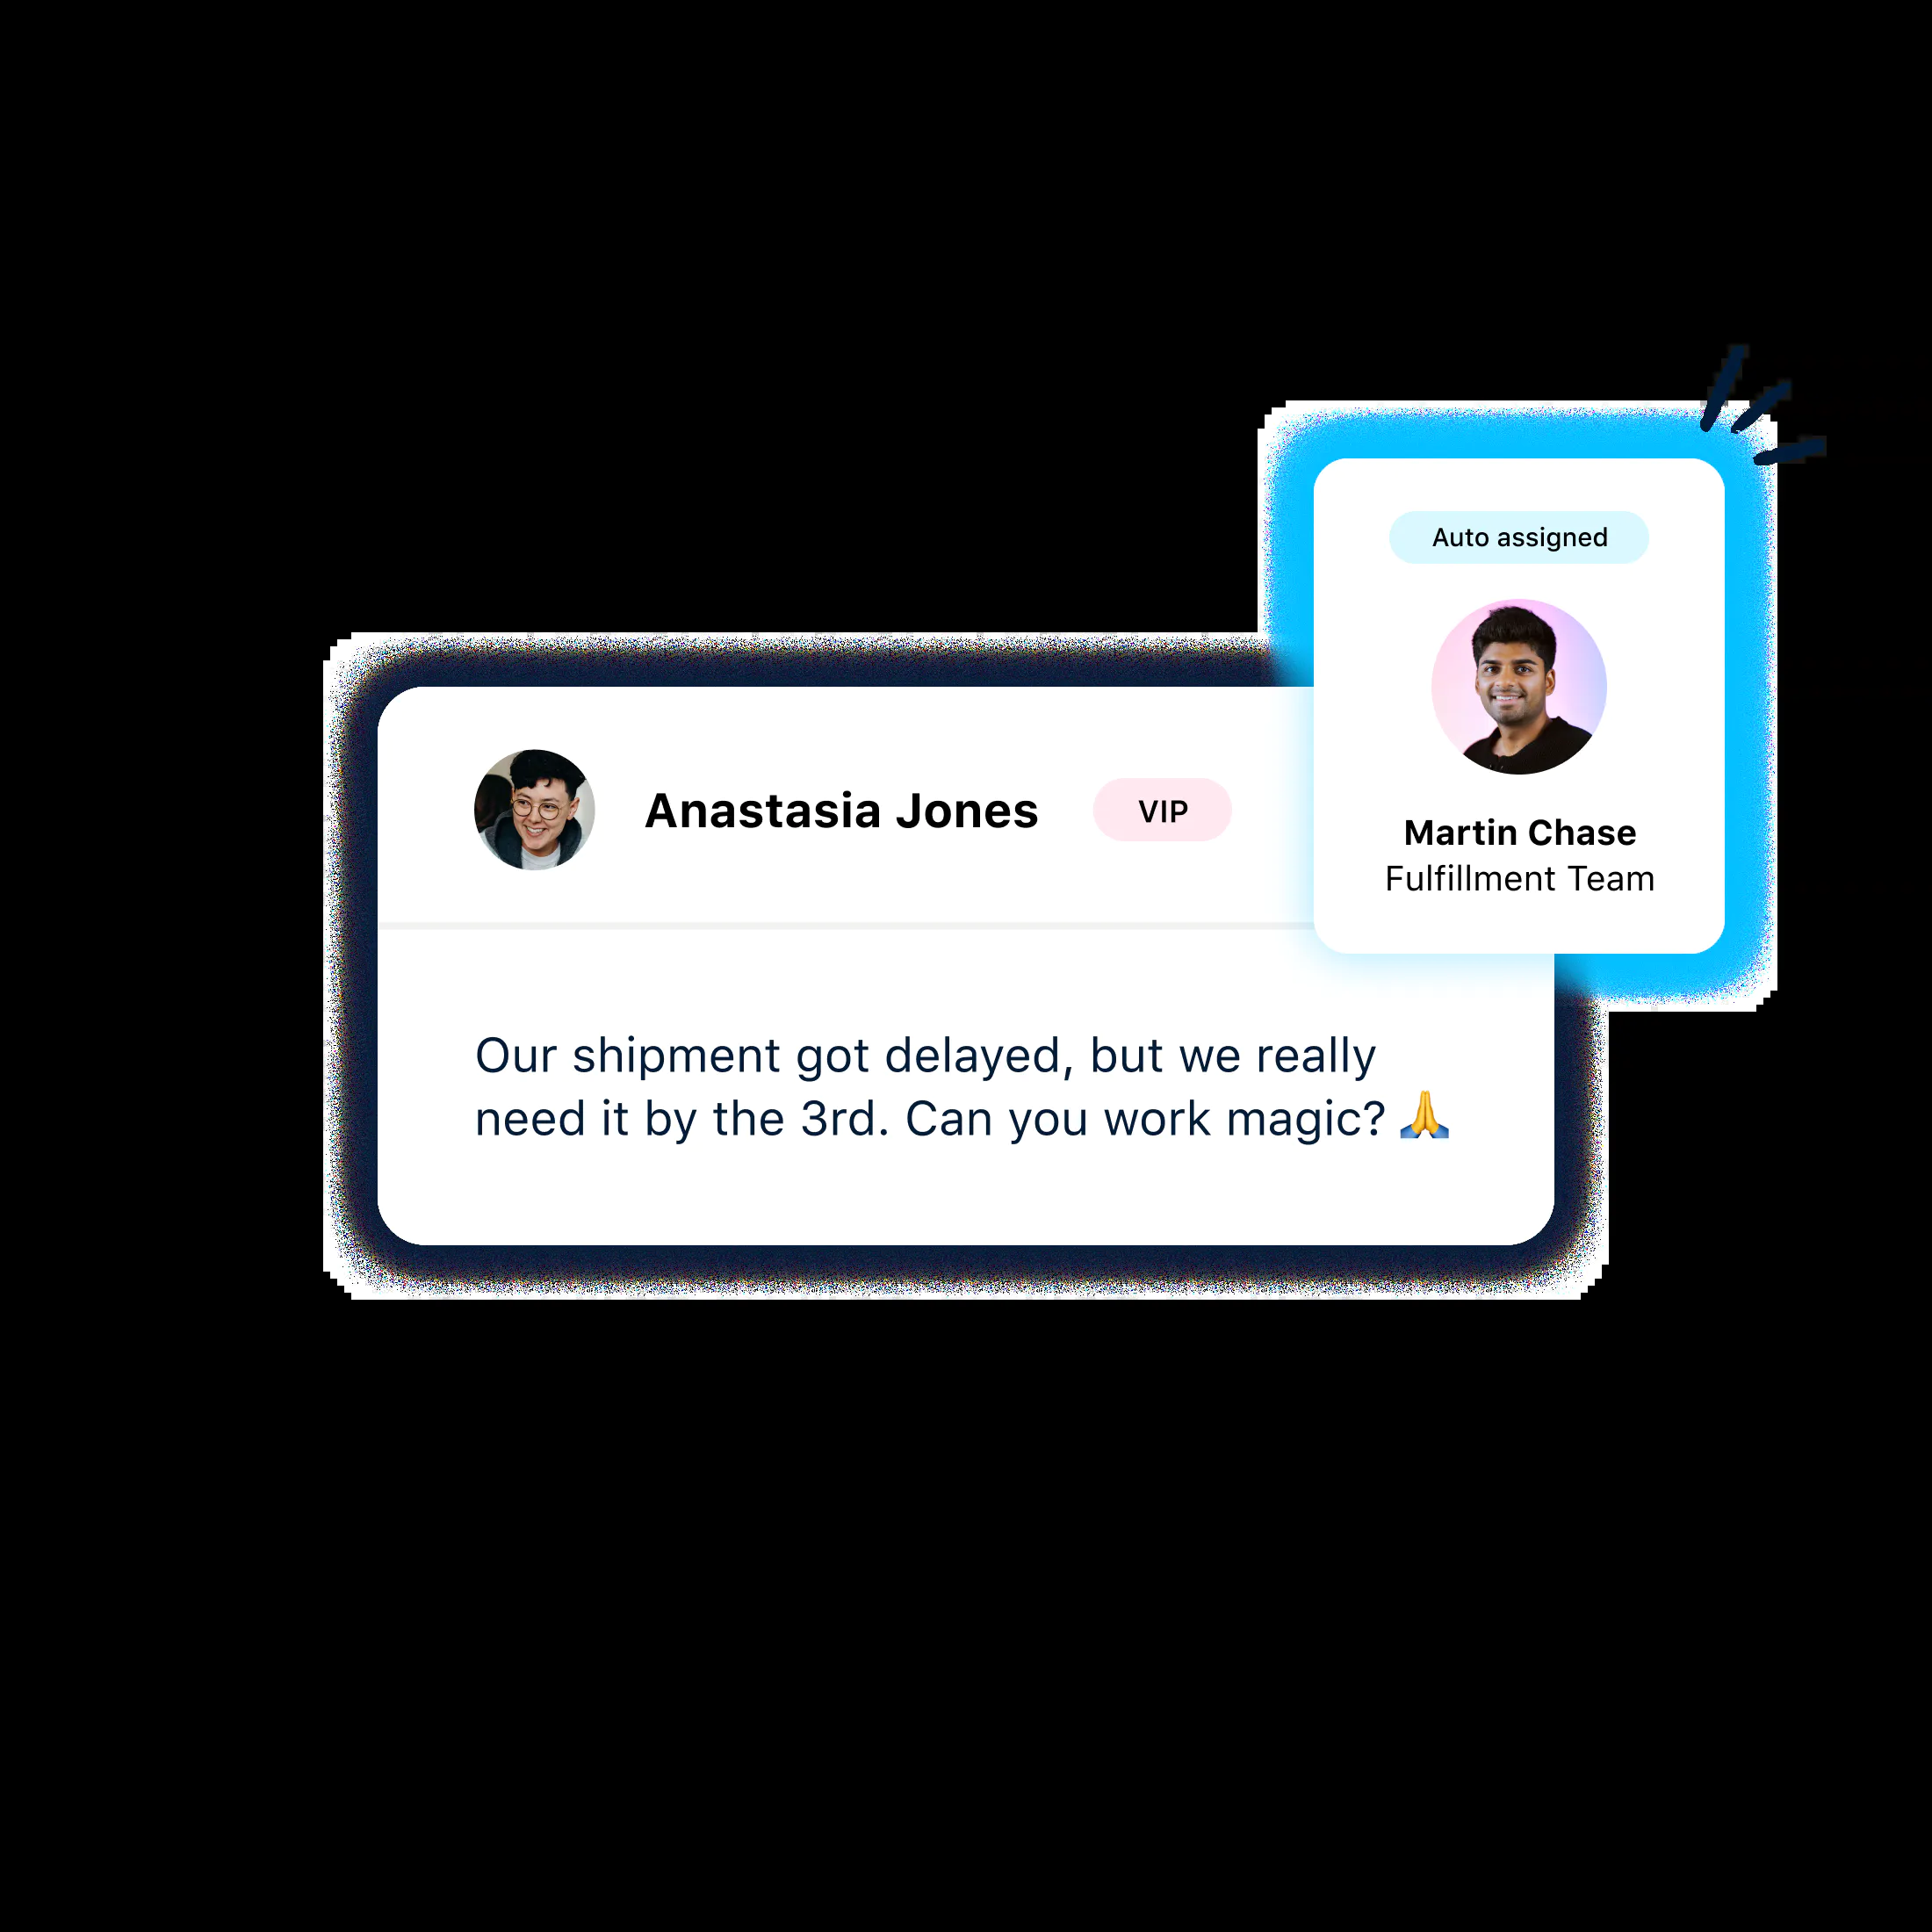 Auto assigned
Martin Chase
Fulfillment Team
Anastasia Jones
VIP
Our shipment got delayed, but we really
need it by the 3rd. Can you work magic? 🙏